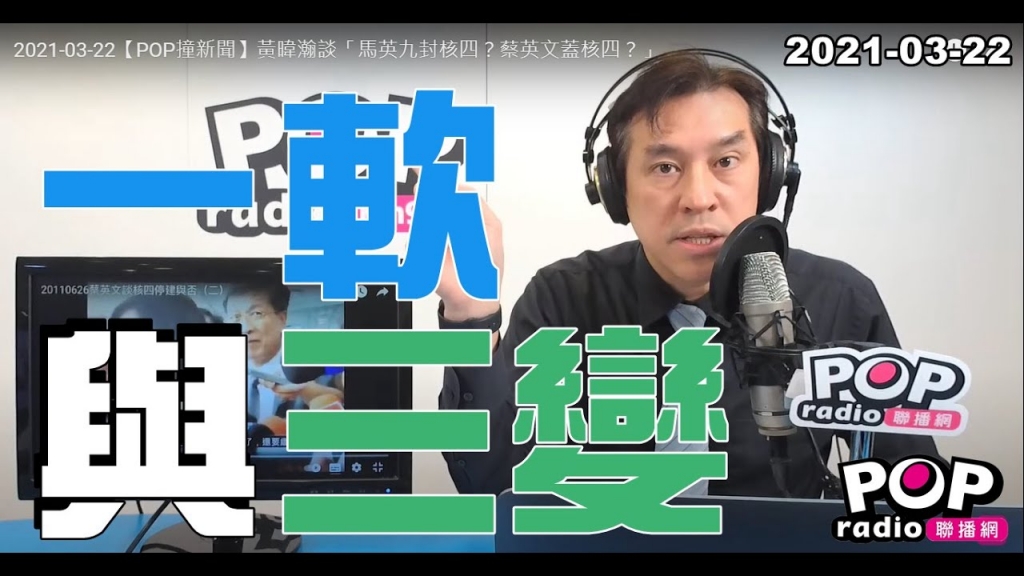 2021-03-22【POP撞新聞】黃暐瀚談「馬英九封核四？蔡英文蓋核四？」
2021-03-22
一軟
與三變
20110626蔡英文談核四停建與否（二）
POP
radio 聯播網
POP
radio 聯播網